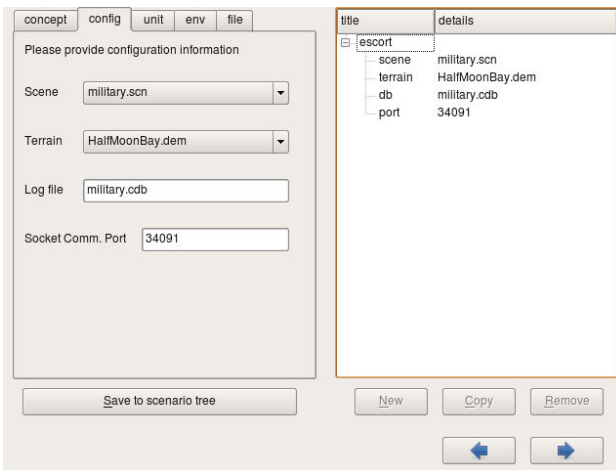 concept config unit env file
Please provide configuration information
Scene military.scn
Terrain HalfMoonBay.dem
Log file military.cdb
Socket Comm. Port 34091
Save to scenario tree
title details
escort
scene military.scn
terrain HalfMoonBay.dem
db military.cdb
port 34091
New Copy Remove